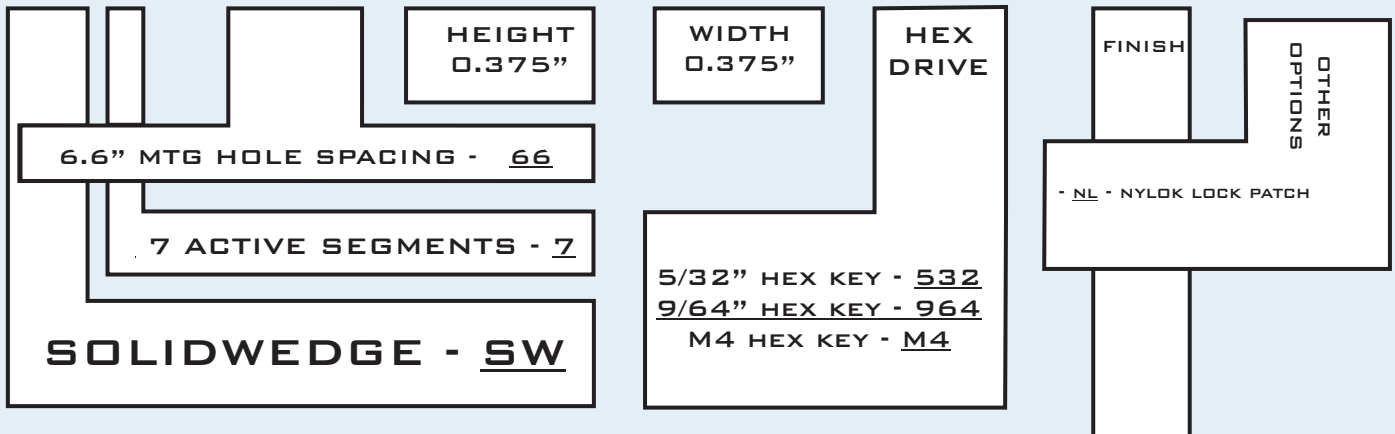 HEIGHT
0.375”
WIDTH
0.375”
HEX
DRIVE
FINISH
OTHER
OPTIONS
6.6” MTG HOLE SPACING - 66
- NL - NYLOK LOCK PATCH
7 ACTIVE SEGMENTS - 7
5/32” HEX KEY - 532
9/64” HEX KEY - 964
M4 HEX KEY - M4
SOLIDWEDGE - SW